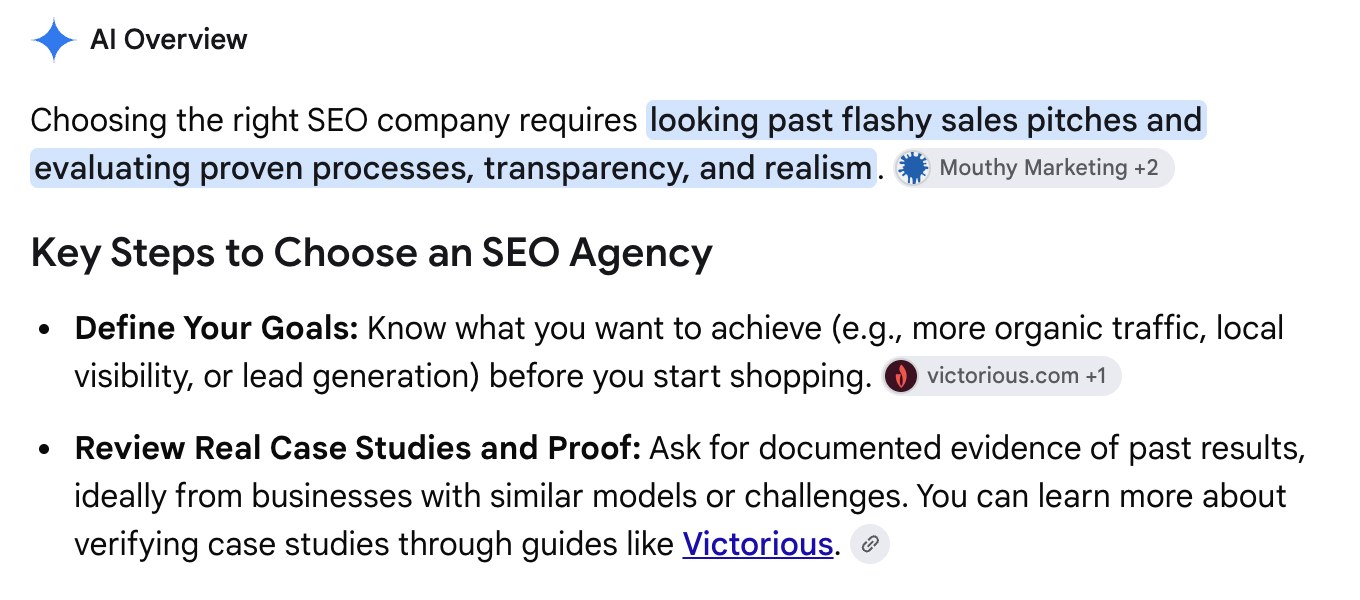 AI Overview
Choosing the right SEO company requires looking past flashy sales pitches and
evaluating proven processes, transparency, and realism. Mouthy Marketing +2
Key Steps to Choose an SEO Agency
• Define Your Goals: Know what you want to achieve (e.g., more organic traffic, local
visibility, or lead generation) before you start shopping. victorious.com +1
• Review Real Case Studies and Proof: Ask for documented evidence of past results,
ideally from businesses with similar models or challenges. You can learn more about
verifying case studies through guides like Victorious.